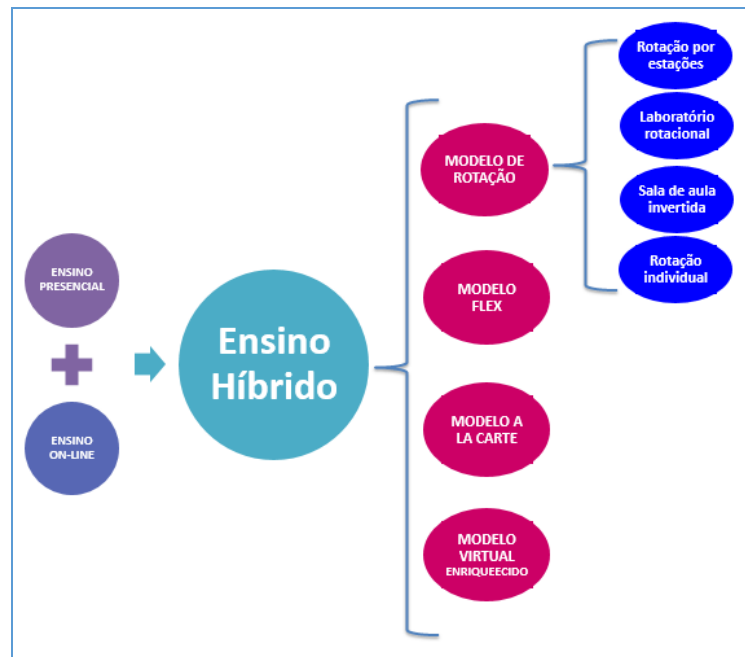 ENSINO
PRESENCIAL
ENSINO
ON-LINE
Ensino
Híbrido
MODELO DE
ROTAÇÃO
MODELO
FLEX
MODELO A
LA CARTE
MODELO
VIRTUAL
ENRIQUEECIDO
Rotação por
estações
Laboratório
rotacional
Sala de aula
invertida
Rotação
individual